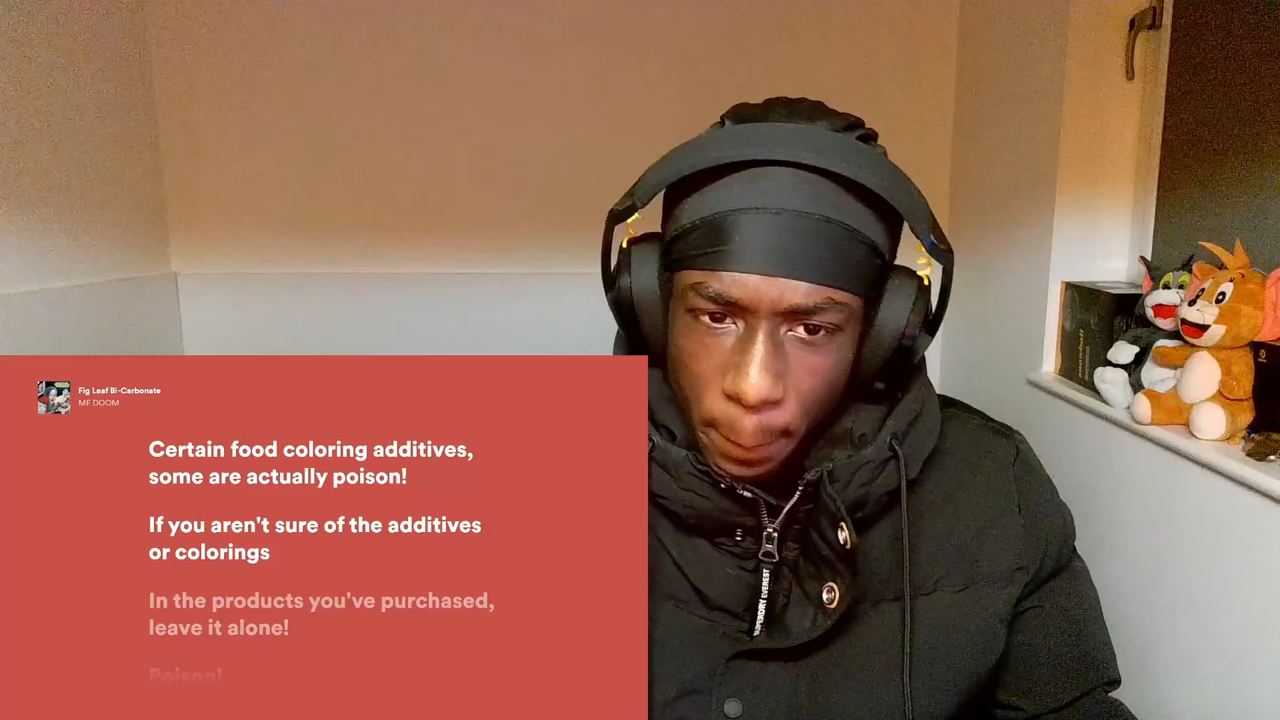 Fig Leaf Bi-Carbonate
MF DOOM
Certain food coloring additives,
some are actually poison!
If you aren't sure of the additives
or colorings
In the products you've purchased,
leave it alone!
Poison!
SUPERDRY EVEREST